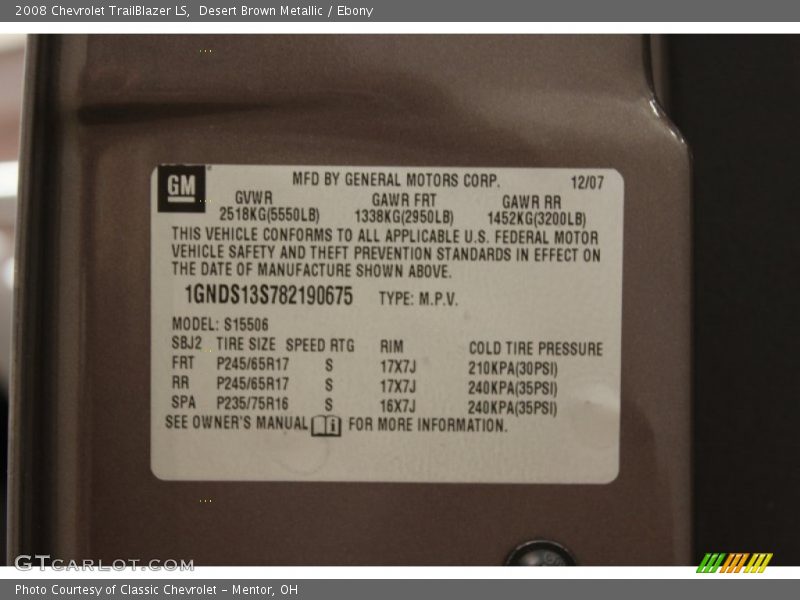 2008 Chevrolet TrailBlazer LS,  Desert Brown Metallic / Ebony
GM
MFD BY GENERAL MOTORS CORP. 12/07
GVWR GAWR FRT GAWR RR
2518KG(5550LB) 1338KG(2950LB) 1452KG(3200LB)
THIS VEHICLE CONFORMS TO ALL APPLICABLE U.S. FEDERAL MOTOR
VEHICLE SAFETY AND THEFT PREVENTION STANDARDS IN EFFECT ON
THE DATE OF MANUFACTURE SHOWN ABOVE.
1GNDS13S782190675 TYPE: M.P.V.
MODEL: S15506
SBJ2 TIRE SIZE SPEED RTG RIM COLD TIRE PRESSURE
FRT P245/65R17 S 17X7J 210KPA(30PSI)
RR P245/65R17 S 17X7J 240KPA(35PSI)
SPA P235/75R16 S 16X7J 240KPA(35PSI)
SEE OWNER'S MANUAL i FOR MORE INFORMATION.
GTCARLOT.COM
Photo Courtesy of Classic Chevrolet - Mentor, OH